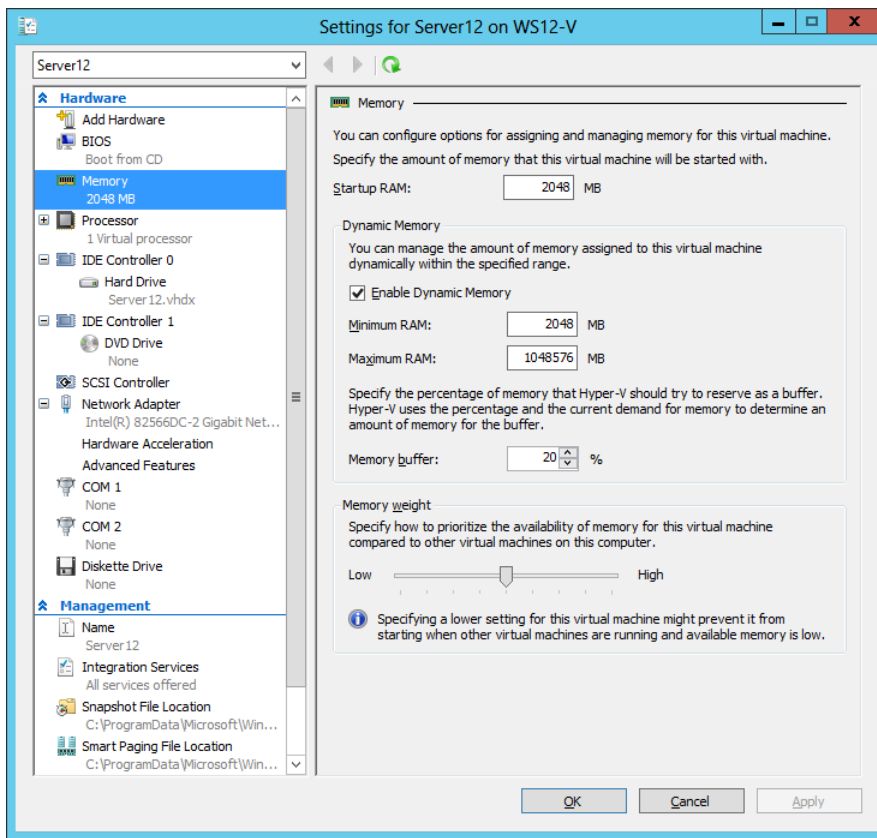 Settings for Server12 on WS12-V
x
Server12
Hardware
Add Hardware
BIOS
Boot from CD
Memory
2048 MB
Processor
1 Virtual processor
IDE Controller 0
Hard Drive
Server12.vhdx
IDE Controller 1
DVD Drive
None
SCSI Controller
Network Adapter
Intel(R) 82566DC-2 Gigabit Net...
Hardware Acceleration
Advanced Features
COM 1
None
COM 2
None
Diskette Drive
None
Management
Name
Server12
Integration Services
All services offered
Snapshot File Location
C:\ProgramData\Microsoft\Win...
Smart Paging File Location
C:\ProgramData\Microsoft\Win...
Memory
You can configure options for assigning and managing memory for this virtual machine.
Specify the amount of memory that this virtual machine will be started with.
Startup RAM: 2048 MB
Dynamic Memory
You can manage the amount of memory assigned to this virtual machine
dynamically within the specified range.
Enable Dynamic Memory
Minimum RAM: 2048 MB
Maximum RAM: 1048576 MB
Specify the percentage of memory that Hyper-V should try to reserve as a buffer.
Hyper-V uses the percentage and the current demand for memory to determine an
amount of memory for the buffer.
Memory buffer: 20 %
Memory weight
Specify how to prioritize the availability of memory for this virtual machine
compared to other virtual machines on this computer.
Low High
Specifying a lower setting for this virtual machine might prevent it from
starting when other virtual machines are running and available memory is low.
OK Cancel Apply